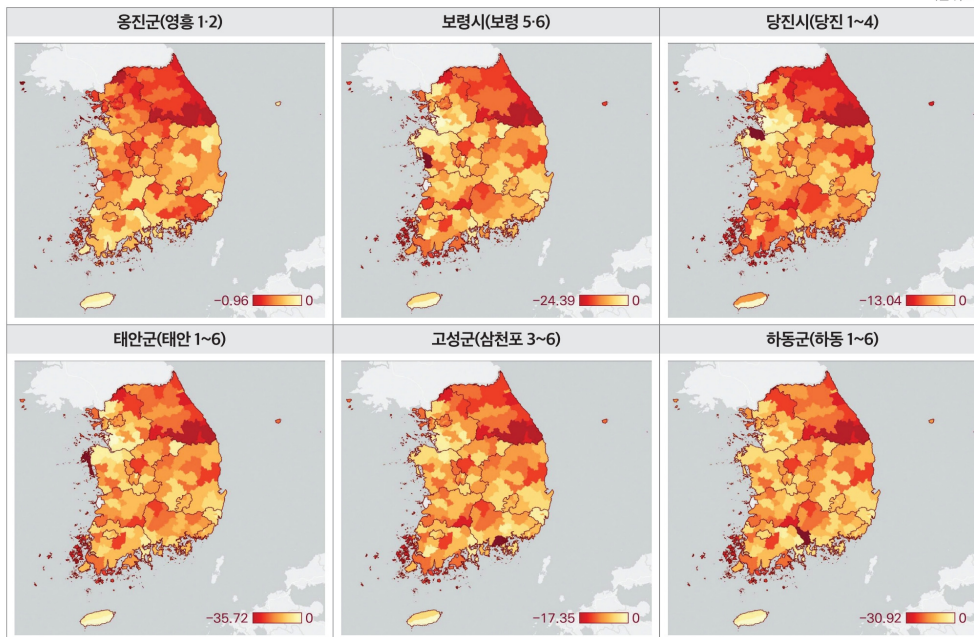 옹진군(영흥 1·2)
보령시(보령 5·6)
당진시(당진 1~4)
−0.96 0
−24.39 0
−13.04 0
태안군(태안 1~6)
고성군(삼천포 3~6)
하동군(하동 1~6)
−35.72 0
−17.35 0
−30.92 0